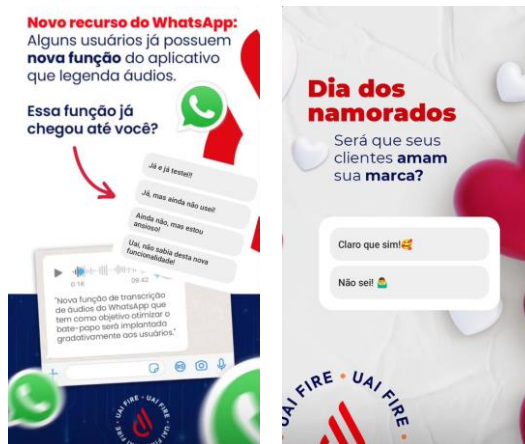 Novo recurso do WhatsApp:
Alguns usuários já possuem
nova função do aplicativo
que legenda áudios.
Essa função já
chegou até você?
Já e já testei!!
Já, mas ainda não usei!
Ainda não, mas estou
ansioso!
Uai, não sabia desta nova
funcionalidade!
0:16
09:42
"Nova função de transcrição
de áudios do WhatsApp que
tem como objetivo otimizar o
bate-papo será implantada
gradativamente aos usuários."
UAI FIRE • UAI FIRE
Dia dos
namorados
Será que seus
clientes amam
sua marca?
Claro que sim!🥰
Não sei! 🤷
UAI FIRE • UAI FIRE